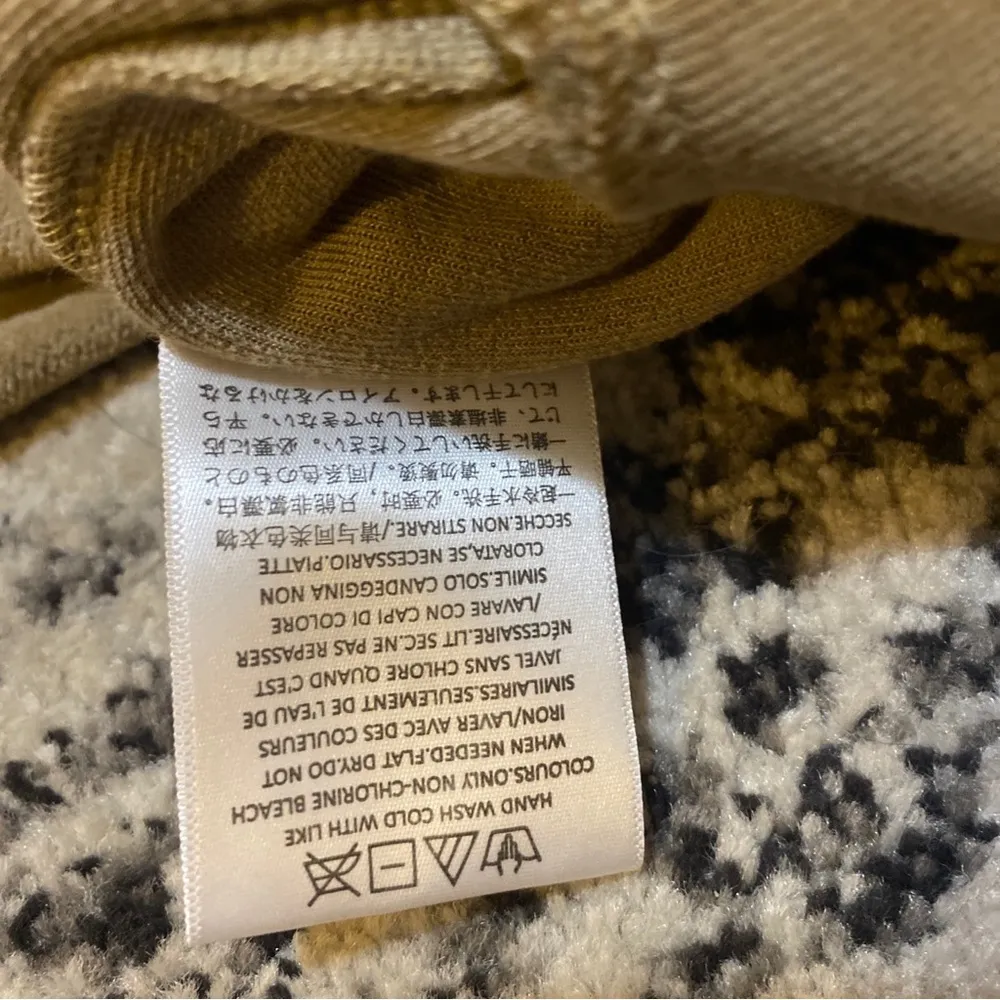 HAND WASH COLD WITH LIKE
COLOURS.ONLY NON-CHLORINE BLEACH
WHEN NEEDED.FLAT DRY.DO NOT
IRON/LAVER AVEC DES COULEURS
SIMILAIRES.SEULEMENT DE L'EAU DE
JAVEL SANS CHLORE QUAND C'EST
NÉCESSAIRE.LIT SEC.NE PAS REPASSER
/LAVARE CON CAPI DI COLORE
SIMILE.SOLO CANDEGGINA NON
CLORATA,SE NECESSARIO.PIATTE
SECCHE.NON STIRARE/请与同类色衣物
一起冷水手洗。必要时，只能非氯漂白。
平铺晒干。请勿熨烫。/同系色のものと
一緒に手洗いしてください。必要に応
じて、非塩素漂白しかできない。平ら
にして干します。アイロンをかけるな